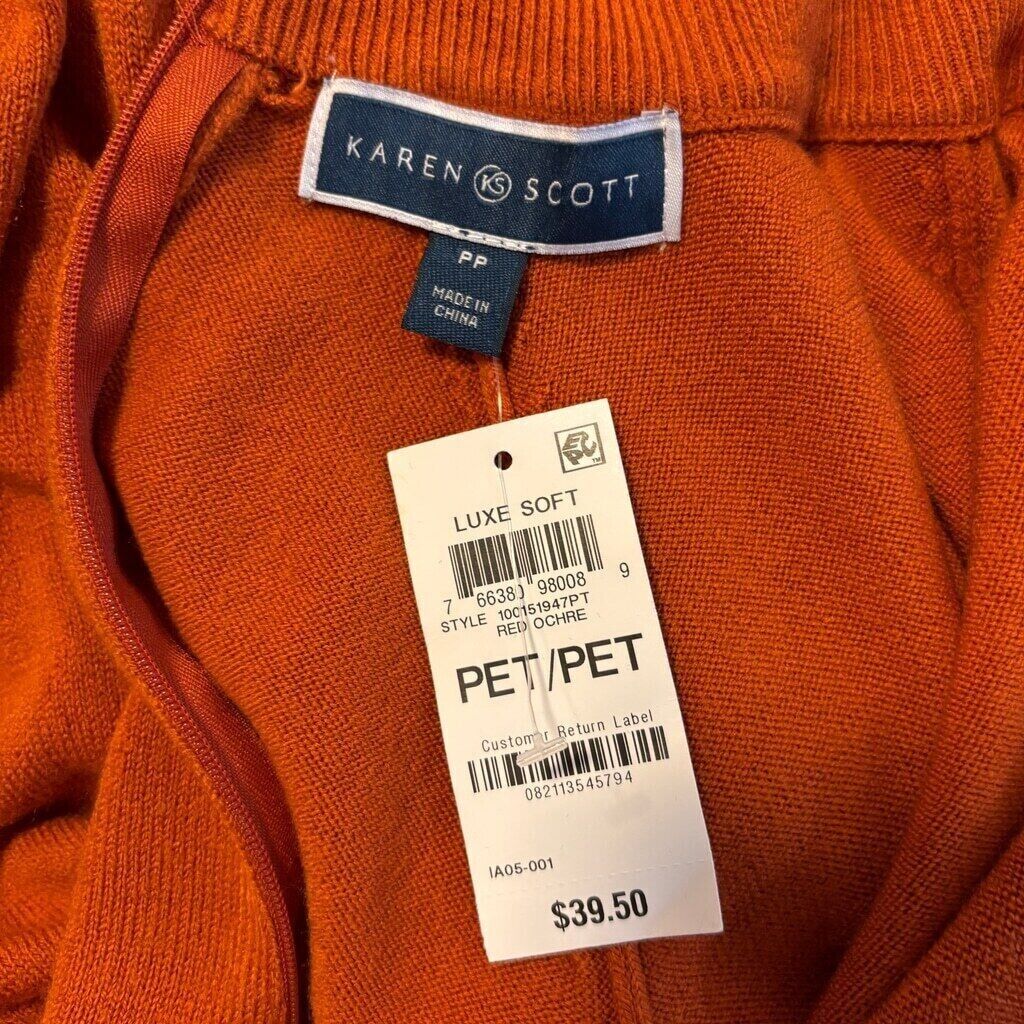 KAREN KS SCOTT
PP
MADE IN
CHINA
LUXE SOFT
7 66380 98008 9
STYLE 100151947PT
RED OCHRE
PET/PET
Customer Return Label
082113545794
IA05-001
$39.50